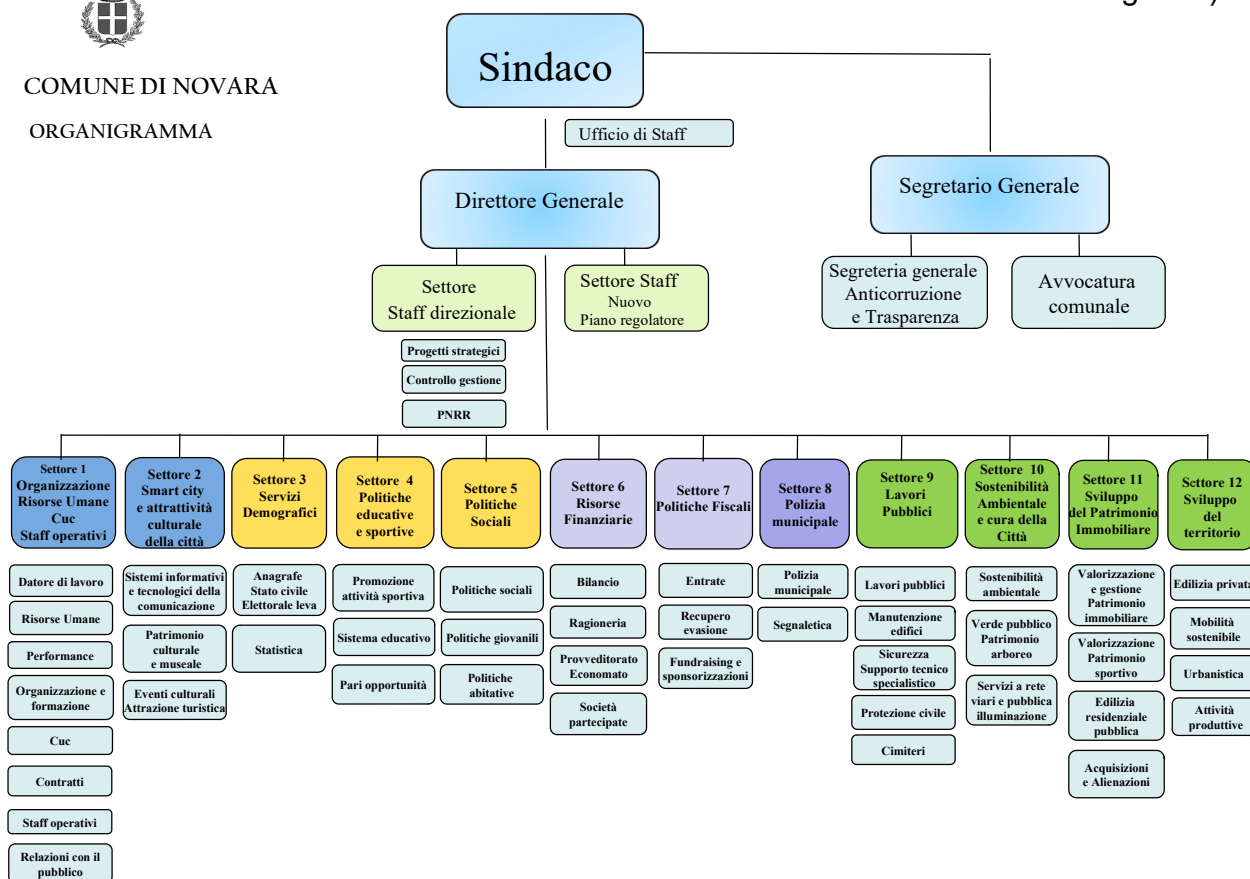 COMUNE DI NOVARA
ORGANIGRAMMA
Sindaco
Ufficio di Staff
Direttore Generale
Segretario Generale
Settore
Staff direzionale
Settore Staff
Nuovo
Piano regolatore
Segreteria generale
Anticorruzione
e Trasparenza
Avvocatura
comunale
Progetti strategici
Controllo gestione
PNRR
Settore 1
Organizzazione
Risorse Umane
Cuc
Staff operativi
Settore 2
Smart city
e attrattività
culturale
della città
Settore 3
Servizi
Demografici
Settore 4
Politiche
educative
e sportive
Settore 5
Politiche
Sociali
Settore 6
Risorse
Finanziarie
Settore 7
Politiche Fiscali
Settore 8
Polizia
municipale
Settore 9
Lavori
Pubblici
Settore 10
Sostenibilità
Ambientale
e cura della
Città
Settore 11
Sviluppo
del Patrimonio
Immobiliare
Settore 12
Sviluppo
del
territorio
Datore di lavoro
Risorse Umane
Performance
Organizzazione e
formazione
Cuc
Contratti
Staff operativi
Relazioni con il
pubblico
Sistemi informativi
e tecnologici della
comunicazione
Patrimonio
culturale
e museale
Eventi culturali
Attrazione turistica
Anagrafe
Stato civile
Elettorale leva
Statistica
Promozione
attività sportiva
Sistema educativo
Pari opportunità
Politiche sociali
Politiche giovanili
Politiche
abitative
Bilancio
Ragioneria
Provveditorato
Economato
Società
partecipate
Entrate
Recupero
evasione
Fundraising e
sponsorizzazioni
Polizia
municipale
Segnaletica
Lavori pubblici
Manutenzione
edifici
Sicurezza
Supporto tecnico
specialistico
Protezione civile
Cimiteri
Sostenibilità
ambientale
Verde pubblico
Patrimonio
arboreo
Servizi a rete
viari e pubblica
illuminazione
Valorizzazione
e gestione
Patrimonio
immobiliare
Valorizzazione
Patrimonio
sportivo
Edilizia
residenziale
pubblica
Acquisizioni
e Alienazioni
Edilizia privata
Mobilità
sostenibile
Urbanistica
Attività
produttive